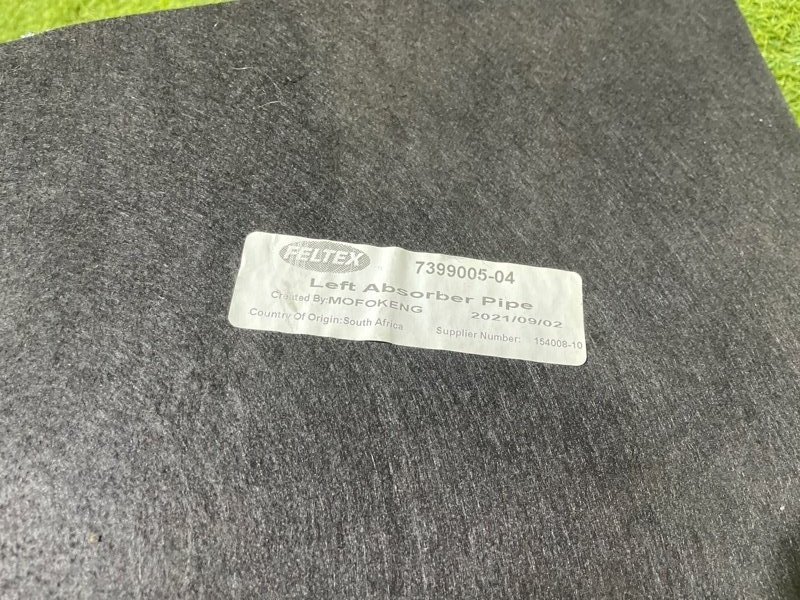 FELTEX
7399005-04
Left Absorber Pipe
Created By:MOFOKENG
2021/09/02
Country Of Origin:South Africa
Supplier Number: 154008-10